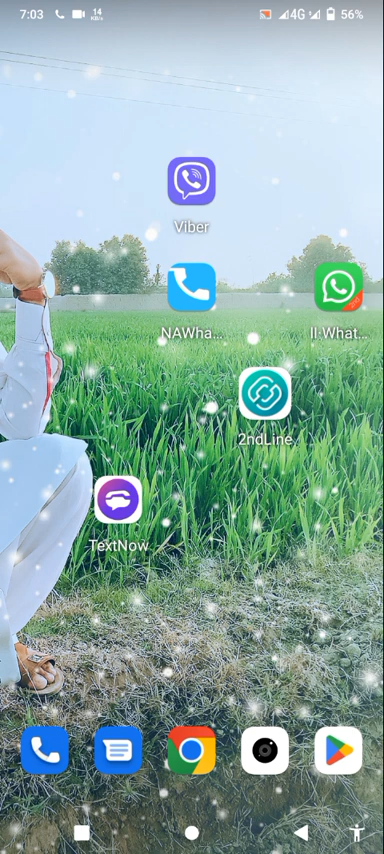 7:03 14 KB/s 4G 56%
Viber
NAWha... II·What...
2ndLine
TextNow